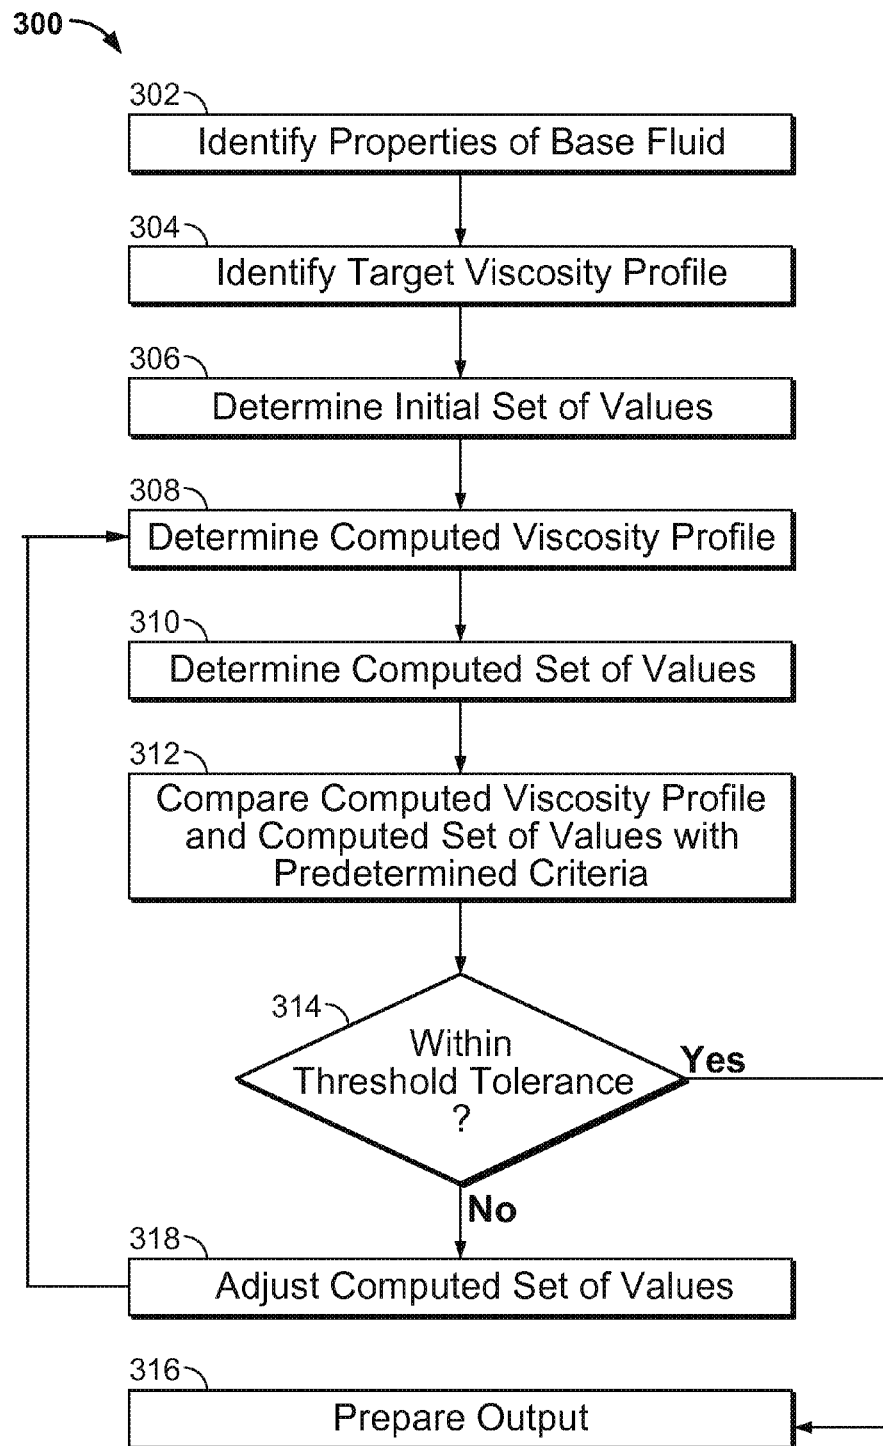 300
302
Identify Properties of Base Fluid
304
Identify Target Viscosity Profile
306
Determine Initial Set of Values
308
Determine Computed Viscosity Profile
310
Determine Computed Set of Values
312
Compare Computed Viscosity Profile
and Computed Set of Values with
Predetermined Criteria
314
Within
Threshold Tolerance
?
Yes
No
318
Adjust Computed Set of Values
316
Prepare Output